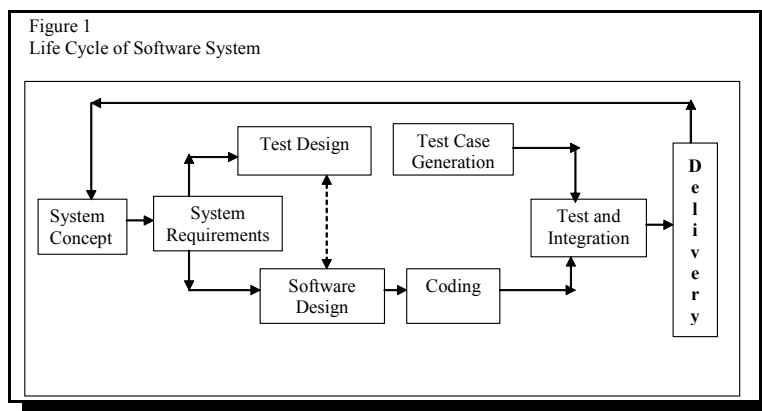 Figure 1
Life Cycle of Software System
Test Design
Test Case
Generation
System
Concept
System
Requirements
Test and
Integration
Software
Design
Coding
D
e
l
i
v
e
r
y